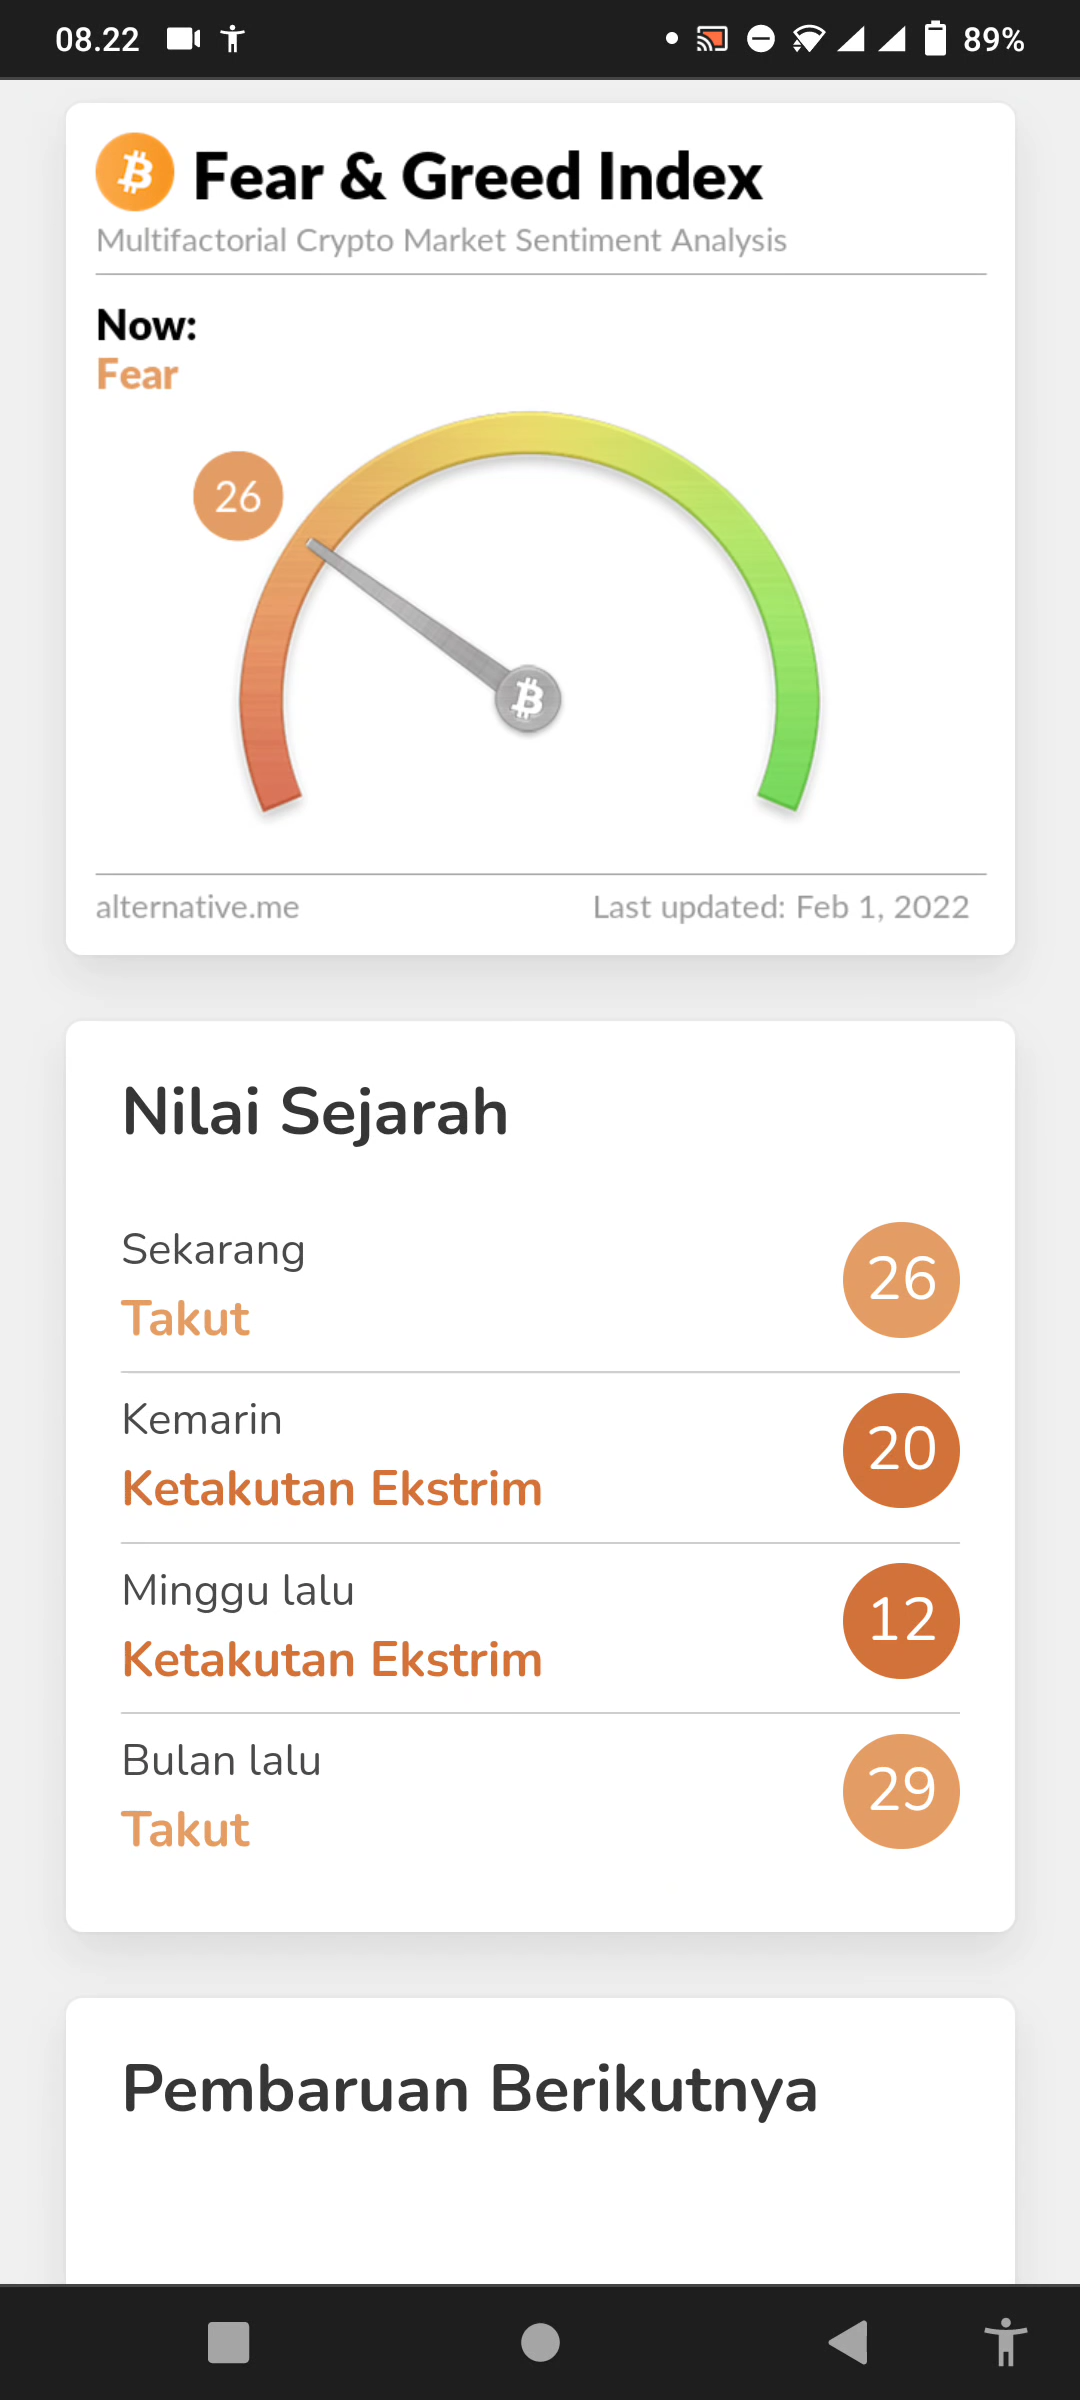 08.22
89%
Fear & Greed Index
Multifactorial Crypto Market Sentiment Analysis
Now:
Fear
26
alternative.me
Last updated: Feb 1, 2022
Nilai Sejarah
Sekarang
Takut
26
Kemarin
Ketakutan Ekstrim
20
Minggu lalu
Ketakutan Ekstrim
12
Bulan lalu
Takut
29
Pembaruan Berikutnya